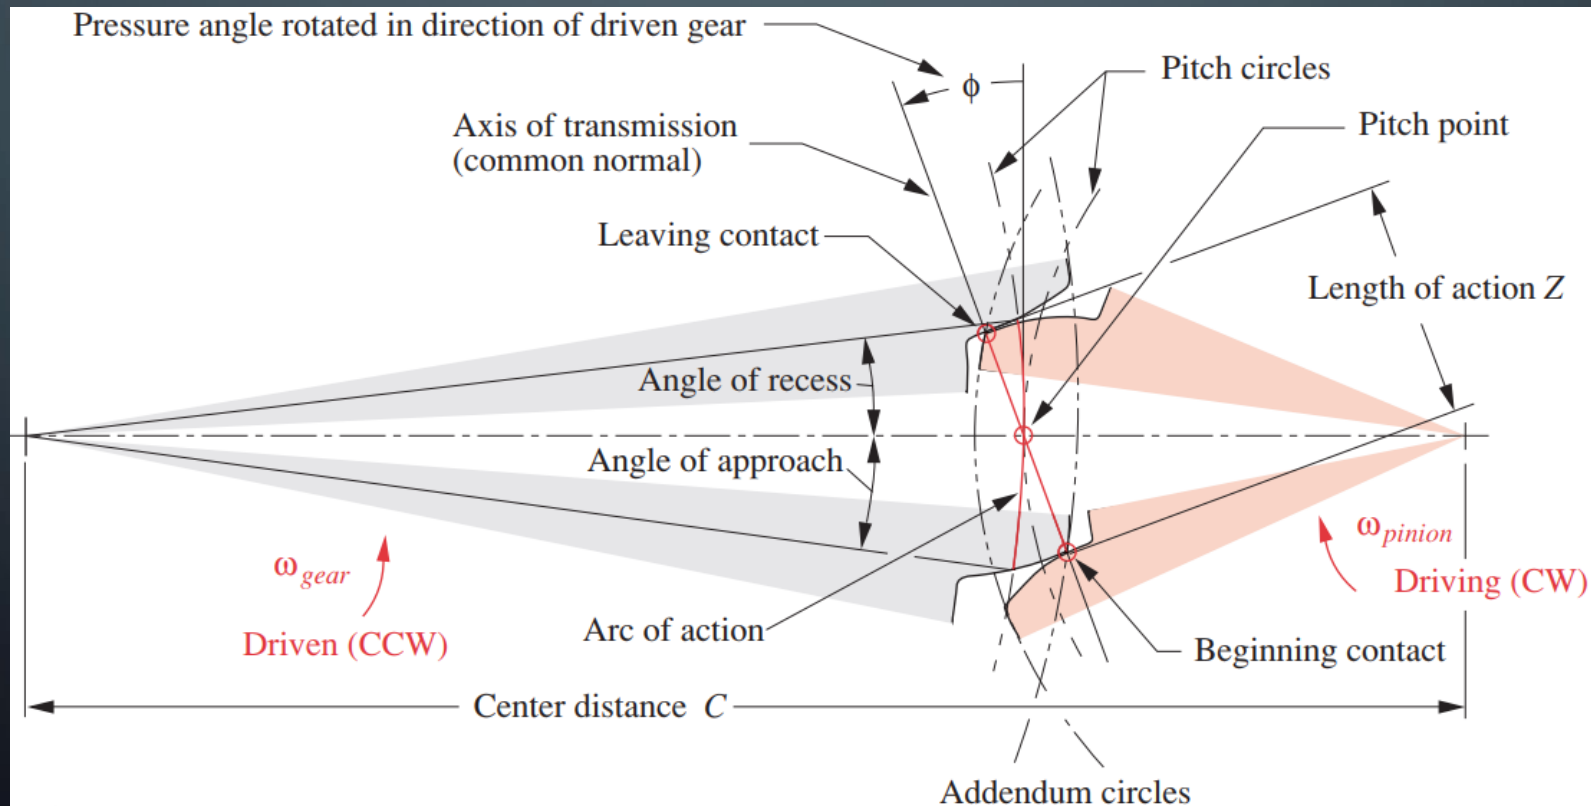 Pressure angle rotated in direction of driven gear
ϕ
Pitch circles
Axis of transmission
(common normal)
Pitch point
Leaving contact
Length of action Z
Angle of recess
Angle of approach
ω gear
Driven (CCW)
ω pinion
Driving (CW)
Arc of action
Beginning contact
Center distance C
Addendum circles